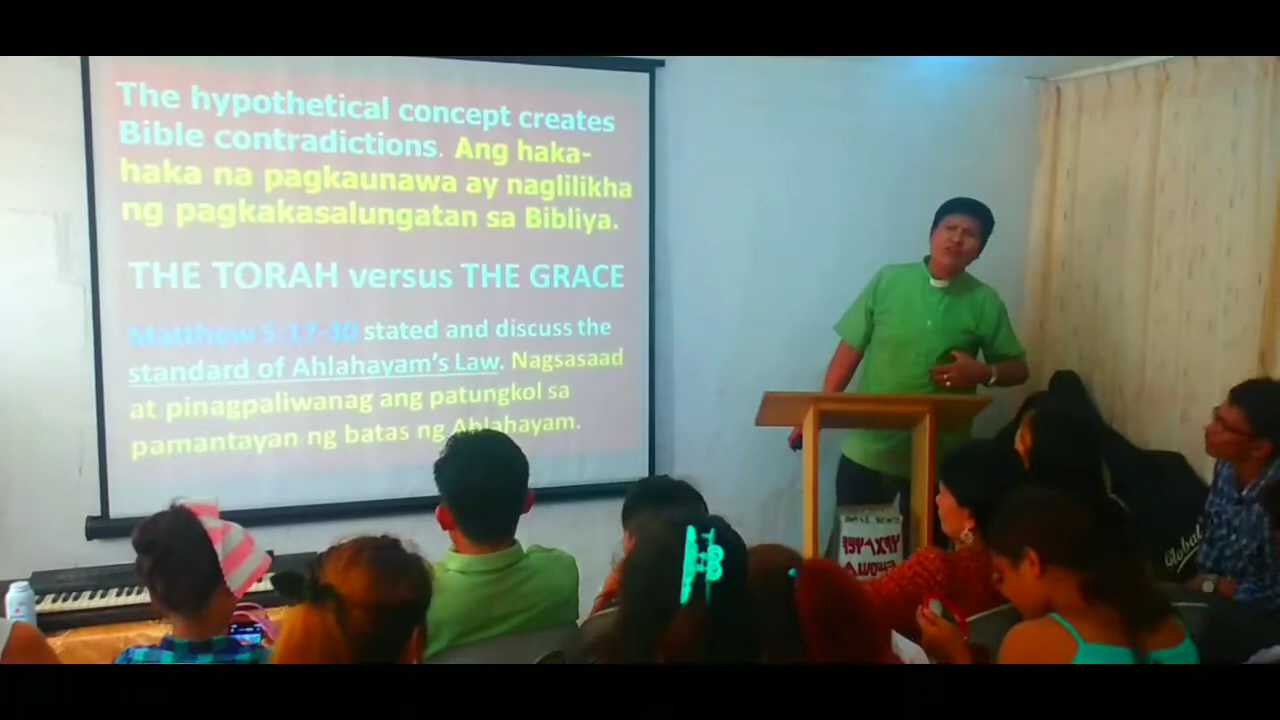 The hypothetical concept creates
Bible contradictions. Ang haka-
haka na pagkaunawa ay naglilikha
ng pagkakasalungatan sa Bibliya.
THE TORAH versus THE GRACE
Matthew 5:17-30 stated and discuss the
standard of Ahlahayam's Law. Nagsasaad
at pinagpaliwanag ang patungkol sa
pamantayan ng batas ng Ahlahayam.
Global